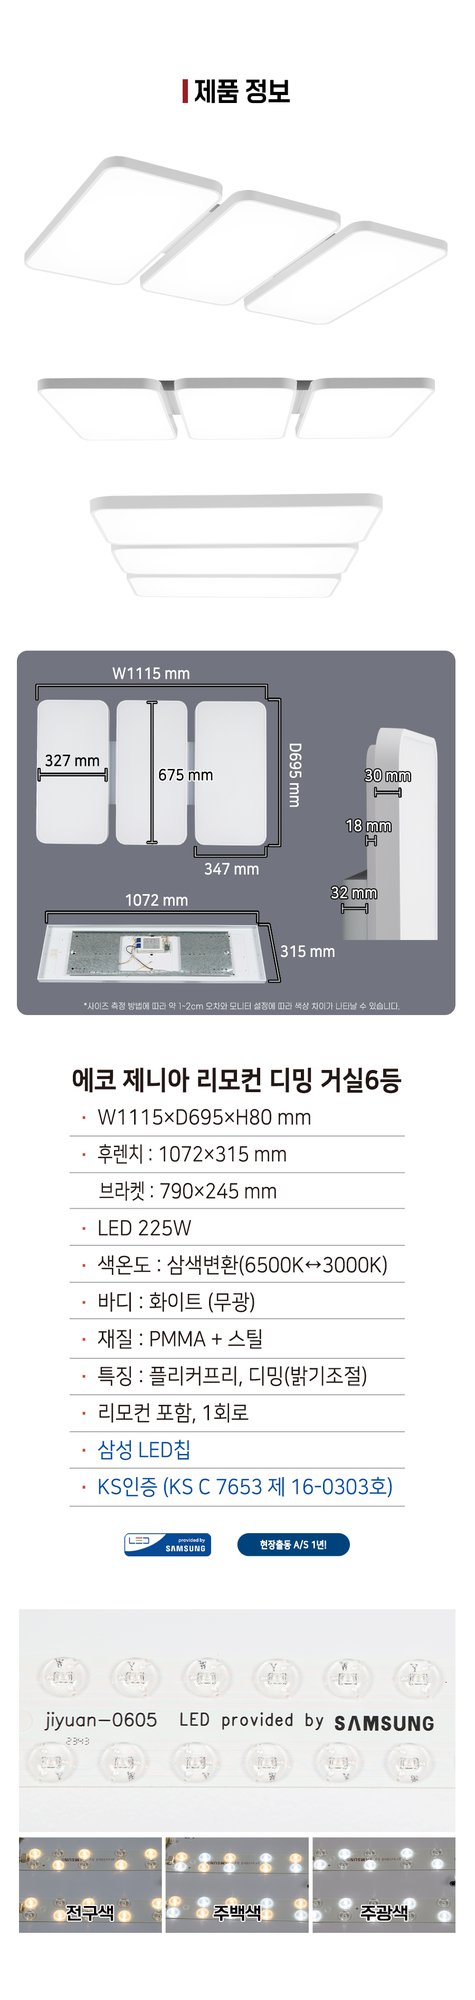 제품 정보
W1115 mm
327 mm
675 mm
D695 mm
347 mm
30 mm
18 mm
32 mm
1072 mm
315 mm
*사이즈 측정 방법에 따라 약 1~2cm 오차와 모니터 설정에 따라 색상 차이가 나타날 수 있습니다.
에코 제니아 리모컨 디밍 거실6등
· W1115×D695×H80 mm
· 후렌치 : 1072×315 mm
브라켓 : 790×245 mm
· LED 225W
· 색온도 : 삼색변환(6500K↔3000K)
· 바디 : 화이트 (무광)
· 재질 : PMMA + 스틸
· 특징 : 플리커프리, 디밍(밝기조절)
· 리모컨 포함, 1회로
· 삼성 LED칩
· KS인증 (KS C 7653 제 16-0303호)
LED provided by SAMSUNG
현장출동 A/S 1년!
W Y W Y W Y
jiyuan-0605 LED provided by SAMSUNG
2343
전구색
주백색
주광색